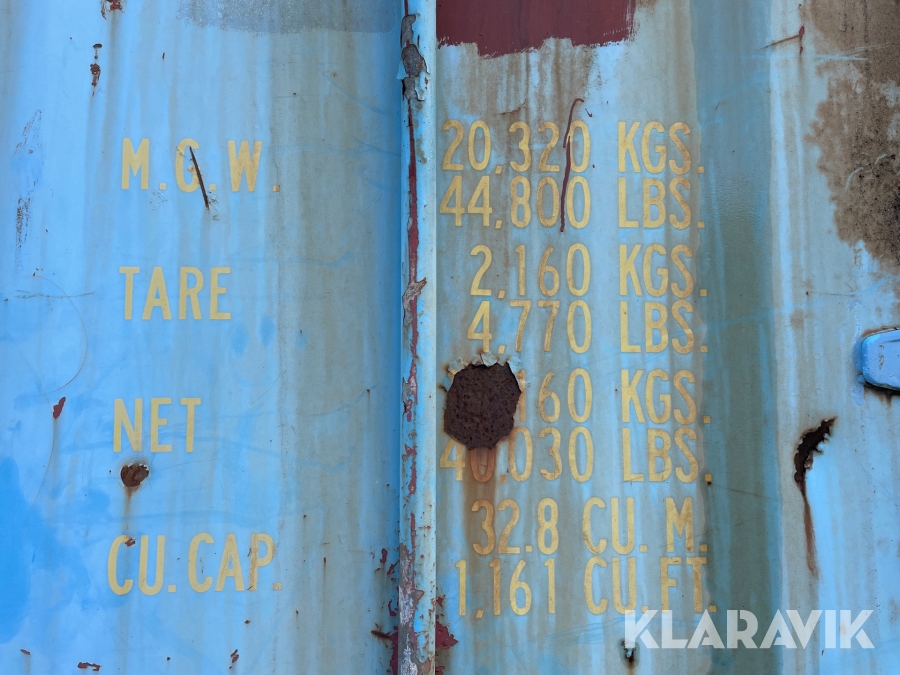 M.G.W. 20,320 KGS.
44,800 LBS.
TARE 2,160 KGS.
4,770 LBS.
NET 160 KGS.
40,030 LBS.
CU.CAP. 32.8 CU. M.
1,161 CU. FT.
KLARAVIK